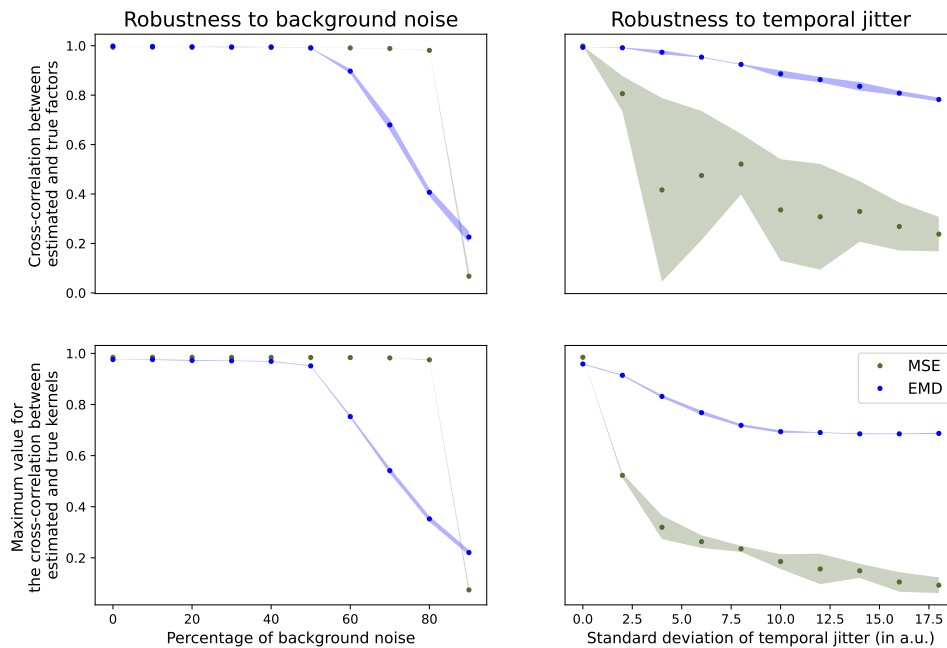 Robustness to background noise
Robustness to temporal jitter
Cross-correlation between
estimated and true factors
1.0
0.8
0.6
0.4
0.2
0.0
Maximum value for
the cross-correlation between
estimated and true kernels
1.0
0.8
0.6
0.4
0.2
MSE
EMD
0
20
40
60
80
Percentage of background noise
0.0
2.5
5.0
7.5
10.0
12.5
15.0
17.5
Standard deviation of temporal jitter (in a.u.)